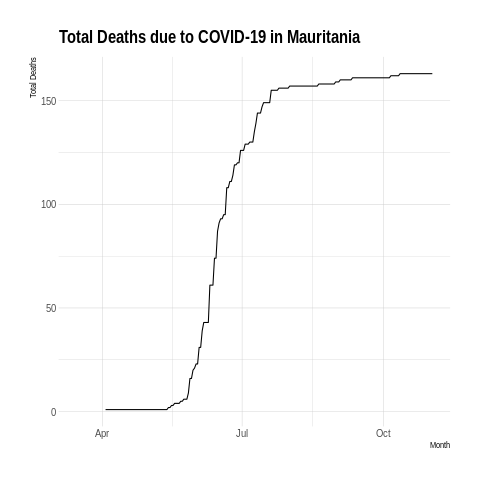 Total Deaths due to COVID-19 in Mauritania
Total Deaths
150
100
50
0
Apr
Jul
Oct
Month